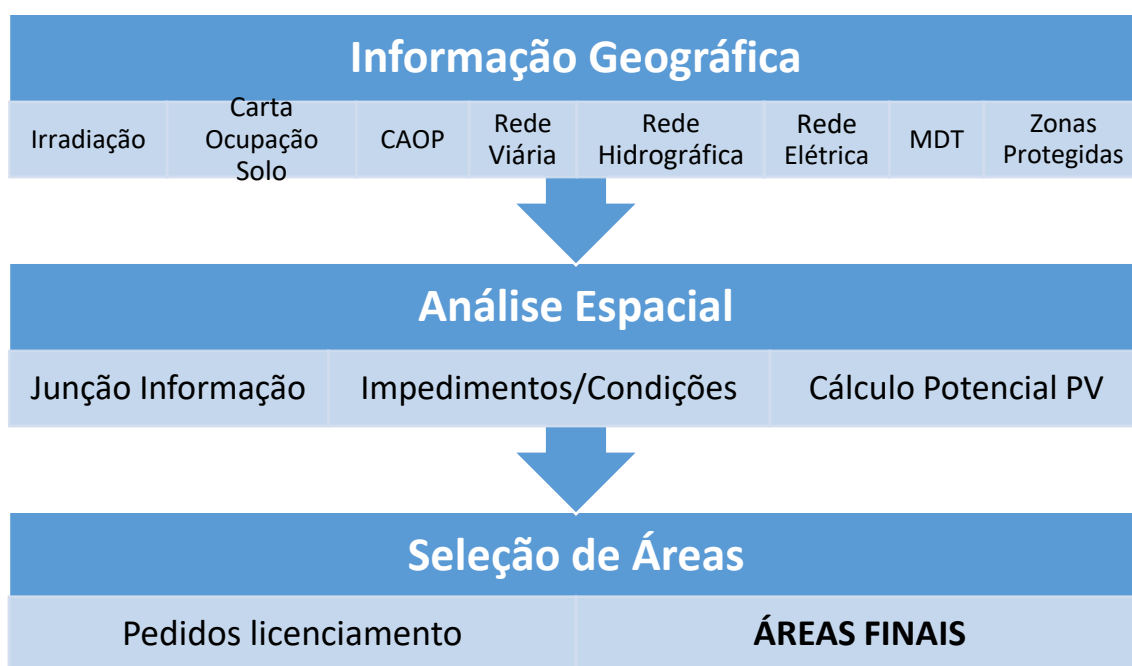 Informação Geográfica
Irradiação
Carta
Ocupação
Solo
CAOP
Rede
Viária
Rede
Hidrográfica
Rede
Elétrica
MDT
Zonas
Protegidas
Análise Espacial
Junção Informação
Impedimentos/Condições
Cálculo Potencial PV
Seleção de Áreas
Pedidos licenciamento
ÁREAS FINAIS